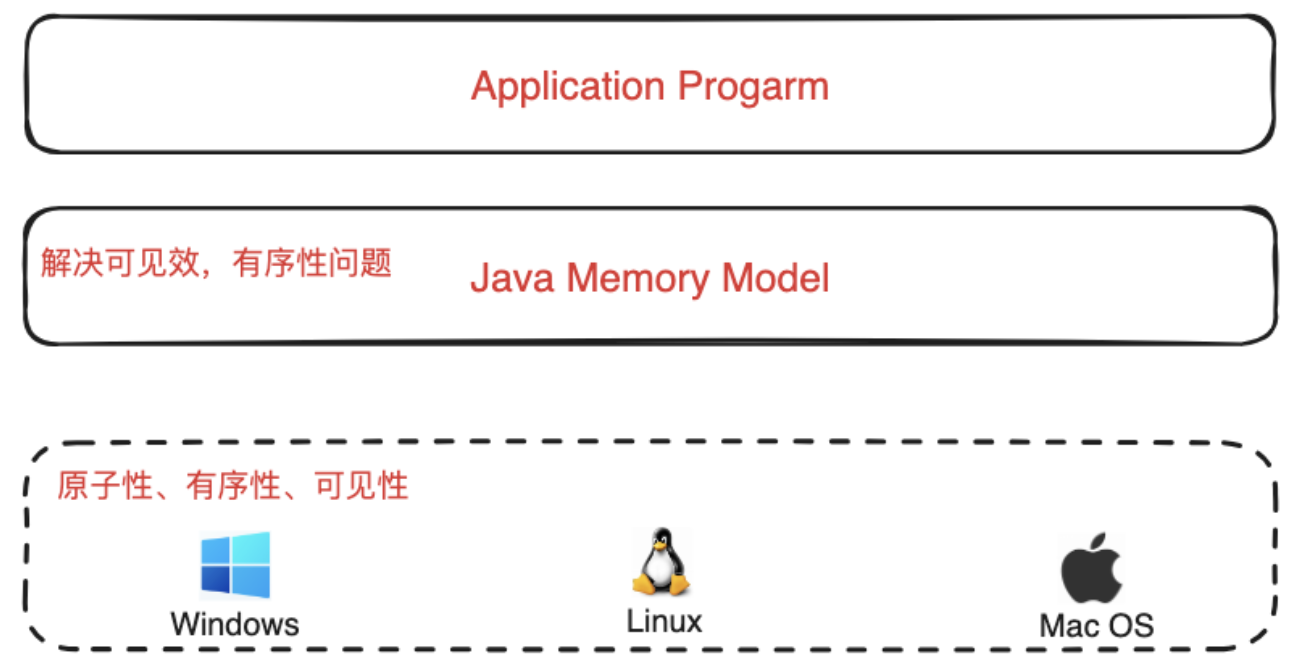 Application Progarm
解决可见效，有序性问题
Java Memory Model
原子性、有序性、可见性
Windows
Linux
Mac OS